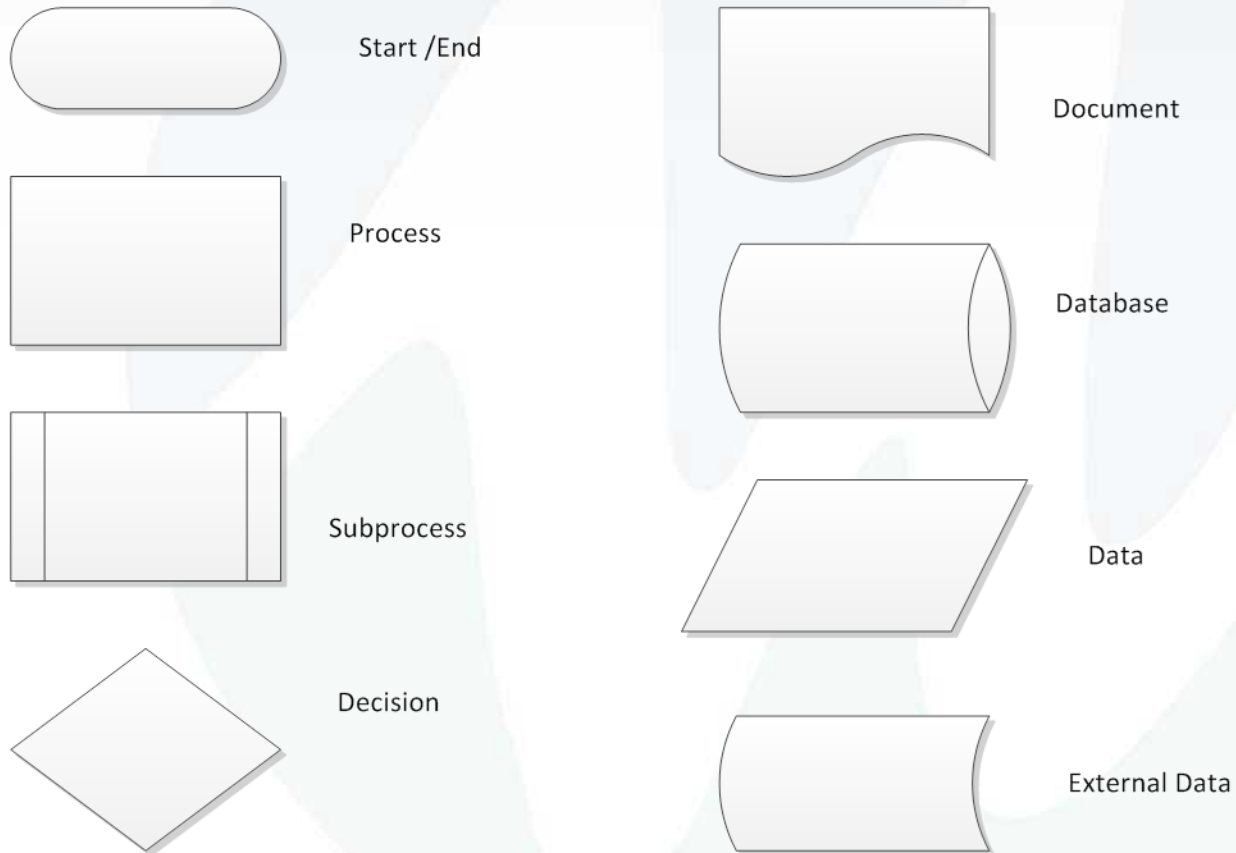 Start /End
Process
Subprocess
Decision
Document
Database
Data
External Data